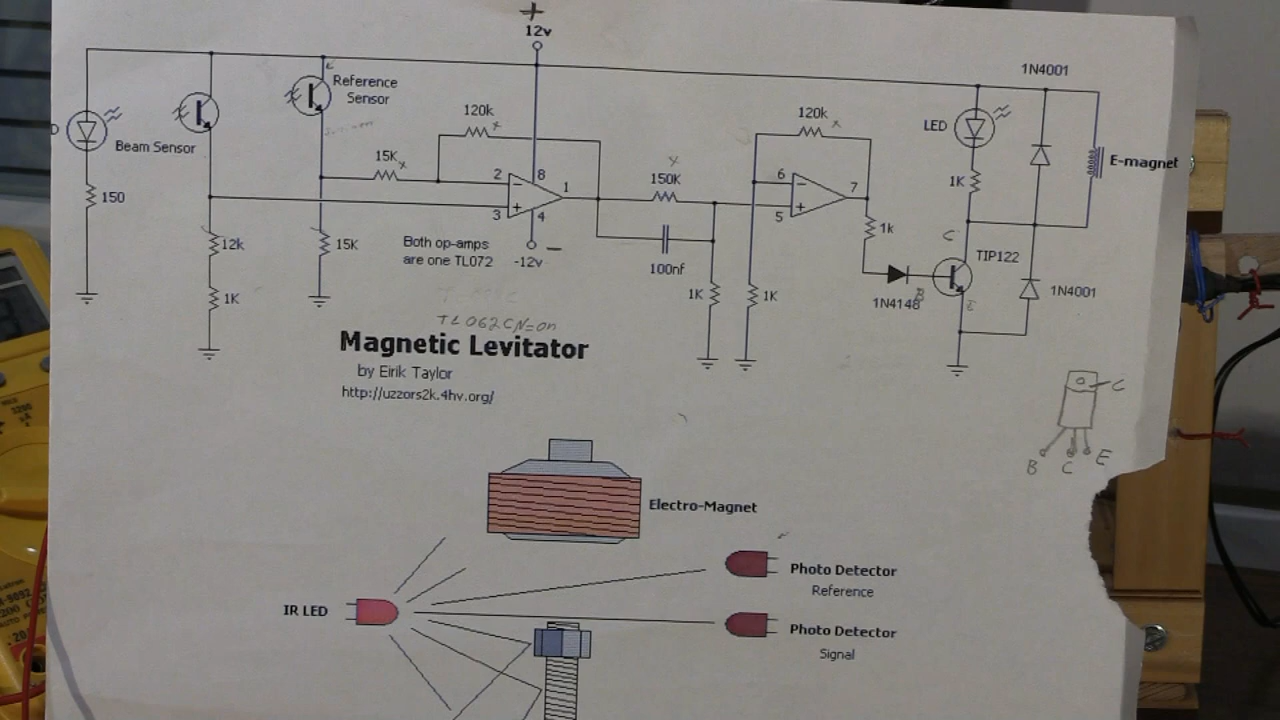 +
12v
1N4001
Reference
Sensor
120k
120k
LED
Beam Sensor
E-magnet
15K
8
6
7
2
1
150K
1K
150
3
4
5
1k
C
12k
15K
Both op-amps
are one TL072
-12v
TIP122
100nf
1K
1K
1K
1N4148
B
E
1N4001
TL062CN=on
Magnetic Levitator
by Eirik Taylor
http://uzzors2k.4hv.org/
C
B C E
Electro-Magnet
Photo Detector
Reference
IR LED
Photo Detector
Signal